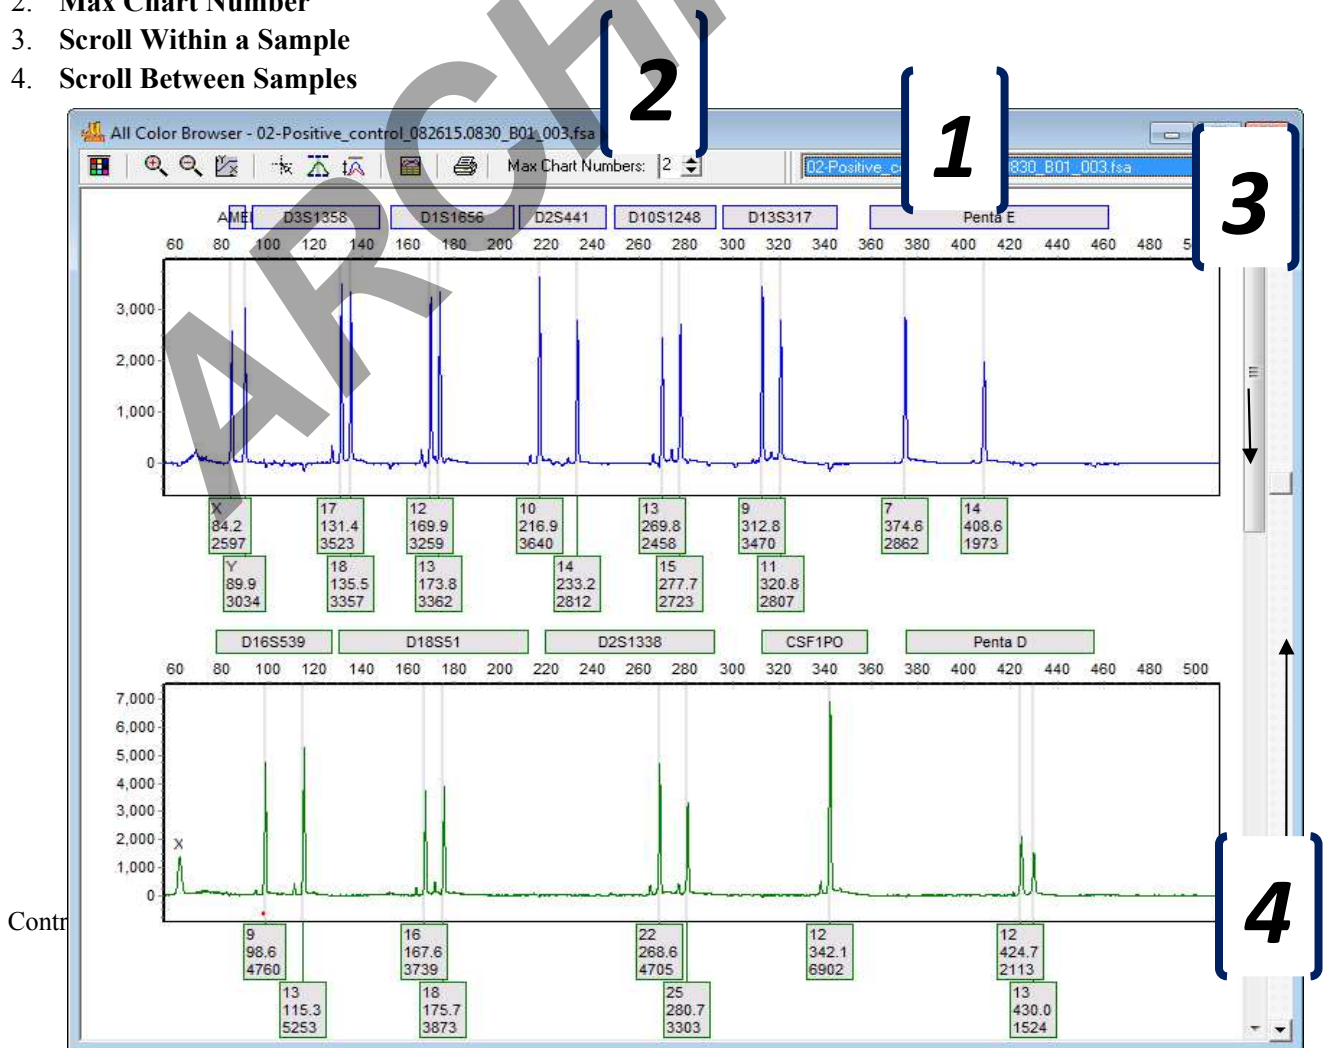 2. Max Chart Number
3. Scroll Within a Sample
4. Scroll Between Samples
ARCH
2
1
3
4
All Color Browser - 02-Positive_control_082615.0830_B01_003.fsa
Max Chart Numbers: 2
02-Positive_c 830_B01_003.fsa
D3S1358 D1S1656 D2S441 D10S1248 D13S317 Penta E
60 80 100 120 140 160 180 200 220 240 260 280 300 320 340 360 380 400 420 440 460 480
3,000
2,000
1,000
0
X 17 12 10 13 9 7 14
84.2 131.4 169.9 216.9 269.8 312.8 374.6 408.6
2597 3523 3259 3640 2458 3470 2862 1973
Y 18 13 14 15 11
89.9 135.5 173.8 233.2 277.7 320.8
3034 3357 3362 2812 2723 2807
D16S539 D18S51 D2S1338 CSF1PO Penta D
60 80 100 120 140 160 180 200 220 240 260 280 300 320 340 360 380 400 420 440 460 480 500
7,000
6,000
5,000
4,000
3,000
2,000
1,000
0
X
Contr
9 16 22 12 12
98.6 167.6 268.6 342.1 424.7
4760 3739 4705 6902 2113
13 18 25 13
115.3 175.7 280.7 430.0
5253 3873 3303 1524